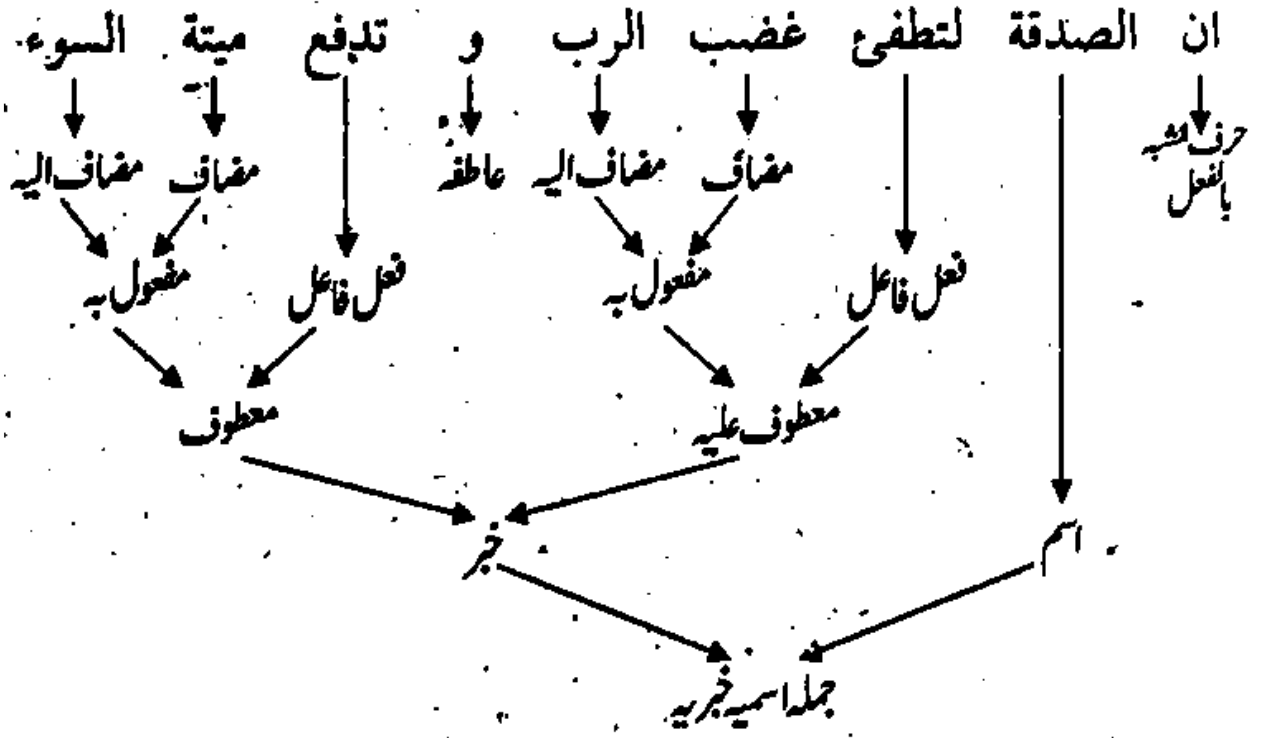 ان الصدقة لتطفئ غضب الرب و تدفع ميتة السوء
حرف مشبہ
بالفعل
مضاف مضاف الیہ عاطفہ مضاف مضاف الیہ
فعل فاعل مفعول بہ فعل فاعل مفعول بہ
معطوف علیہ معطوف
اسم خبر
جملہ اسمیہ خبریہ